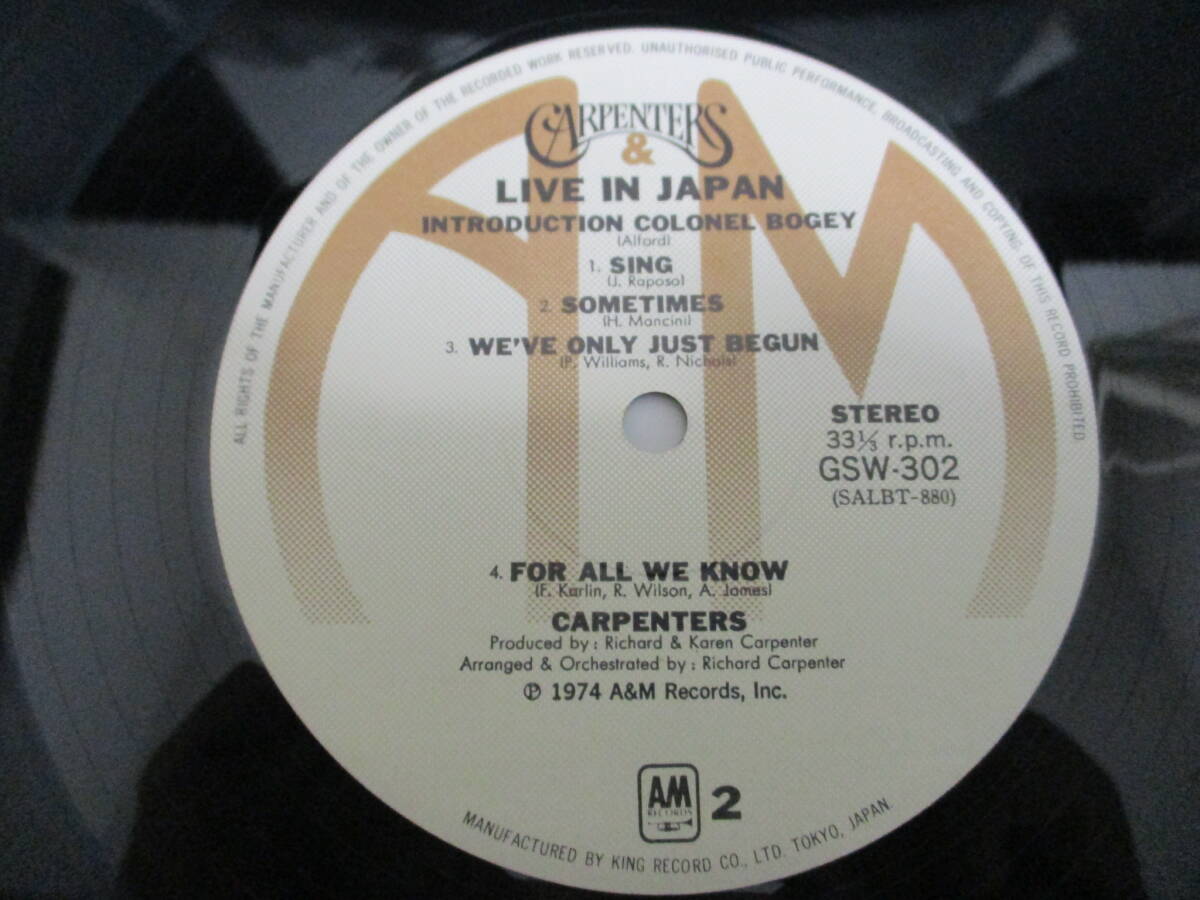 ALL RIGHTS OF THE MANUFACTURER AND OF THE OWNER OF THE RECORDED WORK RESERVED. UNAUTHORISED PUBLIC PERFORMANCE, BROADCASTING AND COPYING OF THIS RECORD PROHIBITED
CARPENTERS
&
LIVE IN JAPAN
INTRODUCTION COLONEL BOGEY
(Alford)
1. SING
(J. Raposo)
2. SOMETIMES
(H. Mancini)
3. WE'VE ONLY JUST BEGUN
(P. Williams, R. Nichols)
STEREO
33⅓ r.p.m.
GSW-302
(SALBT-880)
4. FOR ALL WE KNOW
(F. Karlin, R. Wilson, A. James)
CARPENTERS
Produced by : Richard & Karen Carpenter
Arranged & Orchestrated by : Richard Carpenter
℗ 1974 A&M Records, Inc.
AM
RECORDS
2
MANUFACTURED BY KING RECORD CO., LTD. TOKYO, JAPAN.